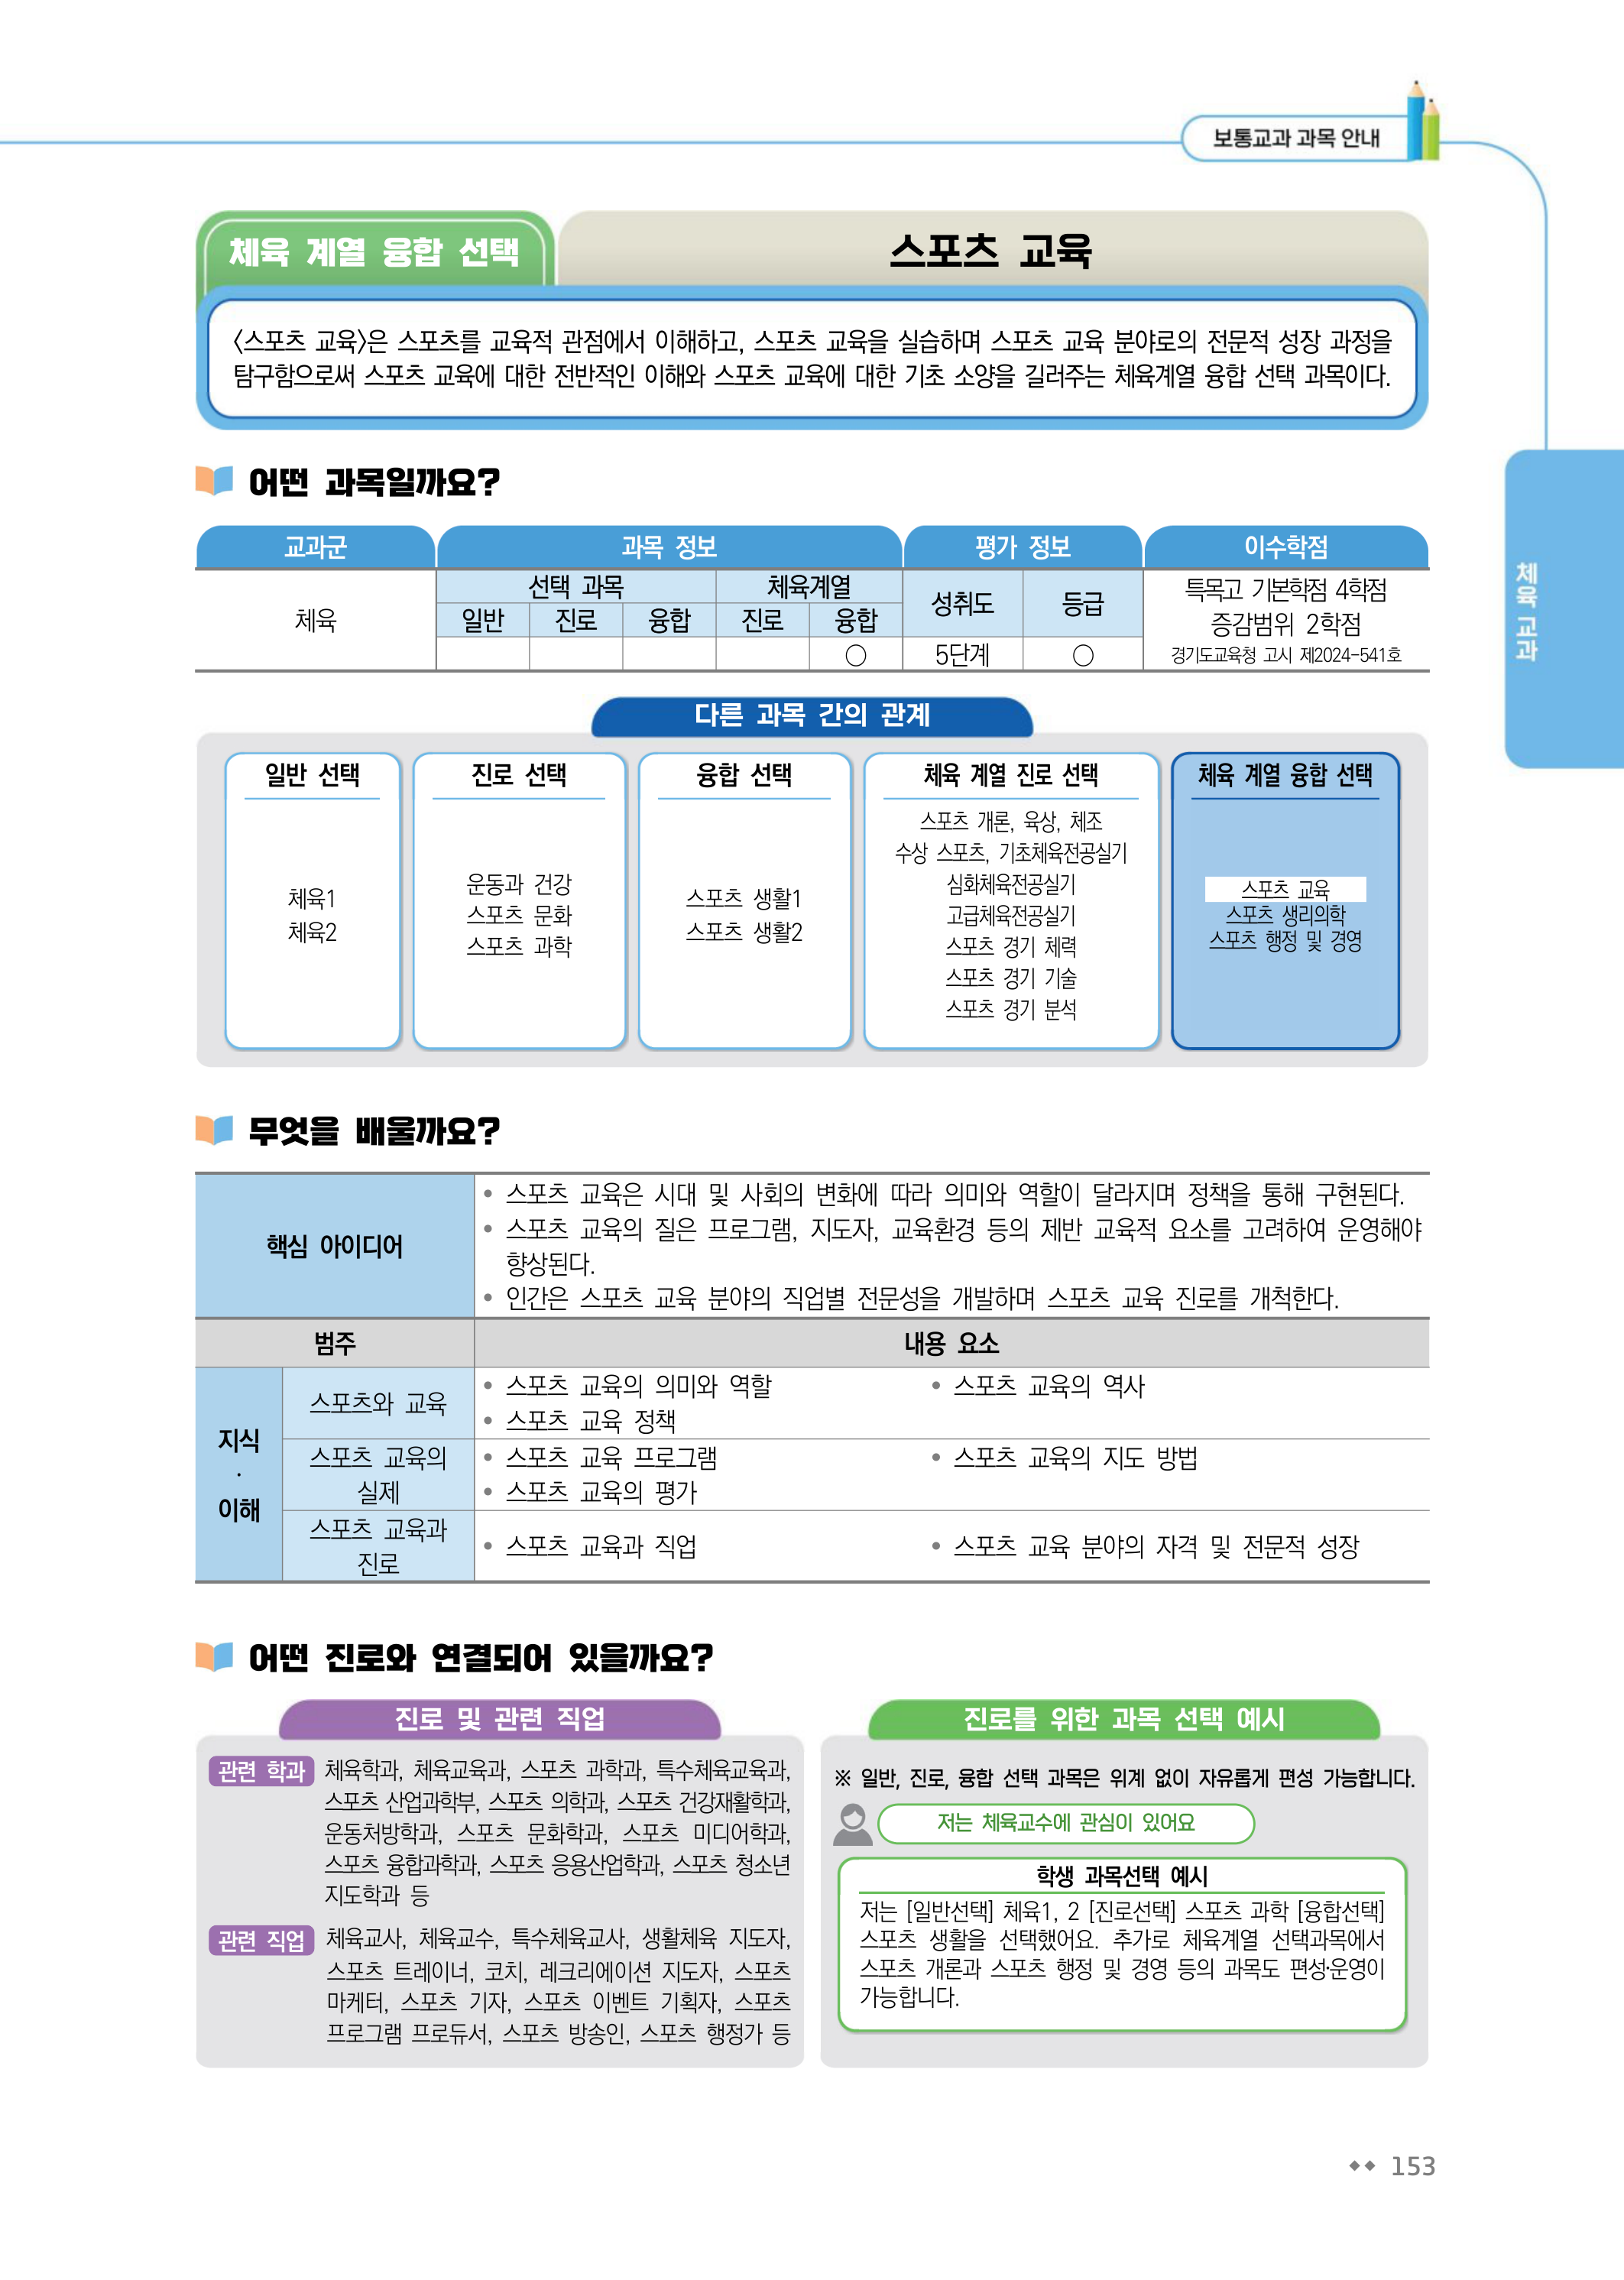 보통교과 과목 안내
체육 계열 융합 선택
스포츠 교육
〈스포츠 교육〉은 스포츠를 교육적 관점에서 이해하고, 스포츠 교육을 실습하며 스포츠 교육 분야로의 전문적 성장 과정을
탐구함으로써 스포츠 교육에 대한 전반적인 이해와 스포츠 교육에 대한 기초 소양을 길러주는 체육계열 융합 선택 과목이다.
어떤 과목일까요?
교과군 과목 정보 평가 정보 이수학점
선택 과목 체육계열 성취도 등급
일반 진로 융합 진로 융합
체육
○ 5단계 ○
특목고 기본학점 4학점
증감범위 2학점
경기도교육청 고시 제2024-541호
체육 교과
다른 과목 간의 관계
일반 선택
체육1
체육2
진로 선택
운동과 건강
스포츠 문화
스포츠 과학
융합 선택
스포츠 생활1
스포츠 생활2
체육 계열 진로 선택
스포츠 개론, 육상, 체조
수상 스포츠, 기초체육전공실기
심화체육전공실기
고급체육전공실기
스포츠 경기 체력
스포츠 경기 기술
스포츠 경기 분석
체육 계열 융합 선택
스포츠 교육
스포츠 생리의학
스포츠 행정 및 경영
무엇을 배울까요?
핵심 아이디어
• 스포츠 교육은 시대 및 사회의 변화에 따라 의미와 역할이 달라지며 정책을 통해 구현된다.
• 스포츠 교육의 질은 프로그램, 지도자, 교육환경 등의 제반 교육적 요소를 고려하여 운영해야
향상된다.
• 인간은 스포츠 교육 분야의 직업별 전문성을 개발하며 스포츠 교육 진로를 개척한다.
범주 내용 요소
지식
·
이해
스포츠와 교육
• 스포츠 교육의 의미와 역할 • 스포츠 교육의 역사
• 스포츠 교육 정책
스포츠 교육의
실제
• 스포츠 교육 프로그램 • 스포츠 교육의 지도 방법
• 스포츠 교육의 평가
스포츠 교육과
진로
• 스포츠 교육과 직업 • 스포츠 교육 분야의 자격 및 전문적 성장
어떤 진로와 연결되어 있을까요?
진로 및 관련 직업
관련 학과 체육학과, 체육교육과, 스포츠 과학과, 특수체육교육과,
스포츠 산업과학부, 스포츠 의학과, 스포츠 건강재활학과,
운동처방학과, 스포츠 문화학과, 스포츠 미디어학과,
스포츠 융합과학과, 스포츠 응용산업학과, 스포츠 청소년
지도학과 등
관련 직업 체육교사, 체육교수, 특수체육교사, 생활체육 지도자,
스포츠 트레이너, 코치, 레크리에이션 지도자, 스포츠
마케터, 스포츠 기자, 스포츠 이벤트 기획자, 스포츠
프로그램 프로듀서, 스포츠 방송인, 스포츠 행정가 등
진로를 위한 과목 선택 예시
※ 일반, 진로, 융합 선택 과목은 위계 없이 자유롭게 편성 가능합니다.
저는 체육교수에 관심이 있어요
학생 과목선택 예시
저는 [일반선택] 체육1, 2 [진로선택] 스포츠 과학 [융합선택]
스포츠 생활을 선택했어요. 추가로 체육계열 선택과목에서
스포츠 개론과 스포츠 행정 및 경영 등의 과목도 편성·운영이
가능합니다.
153